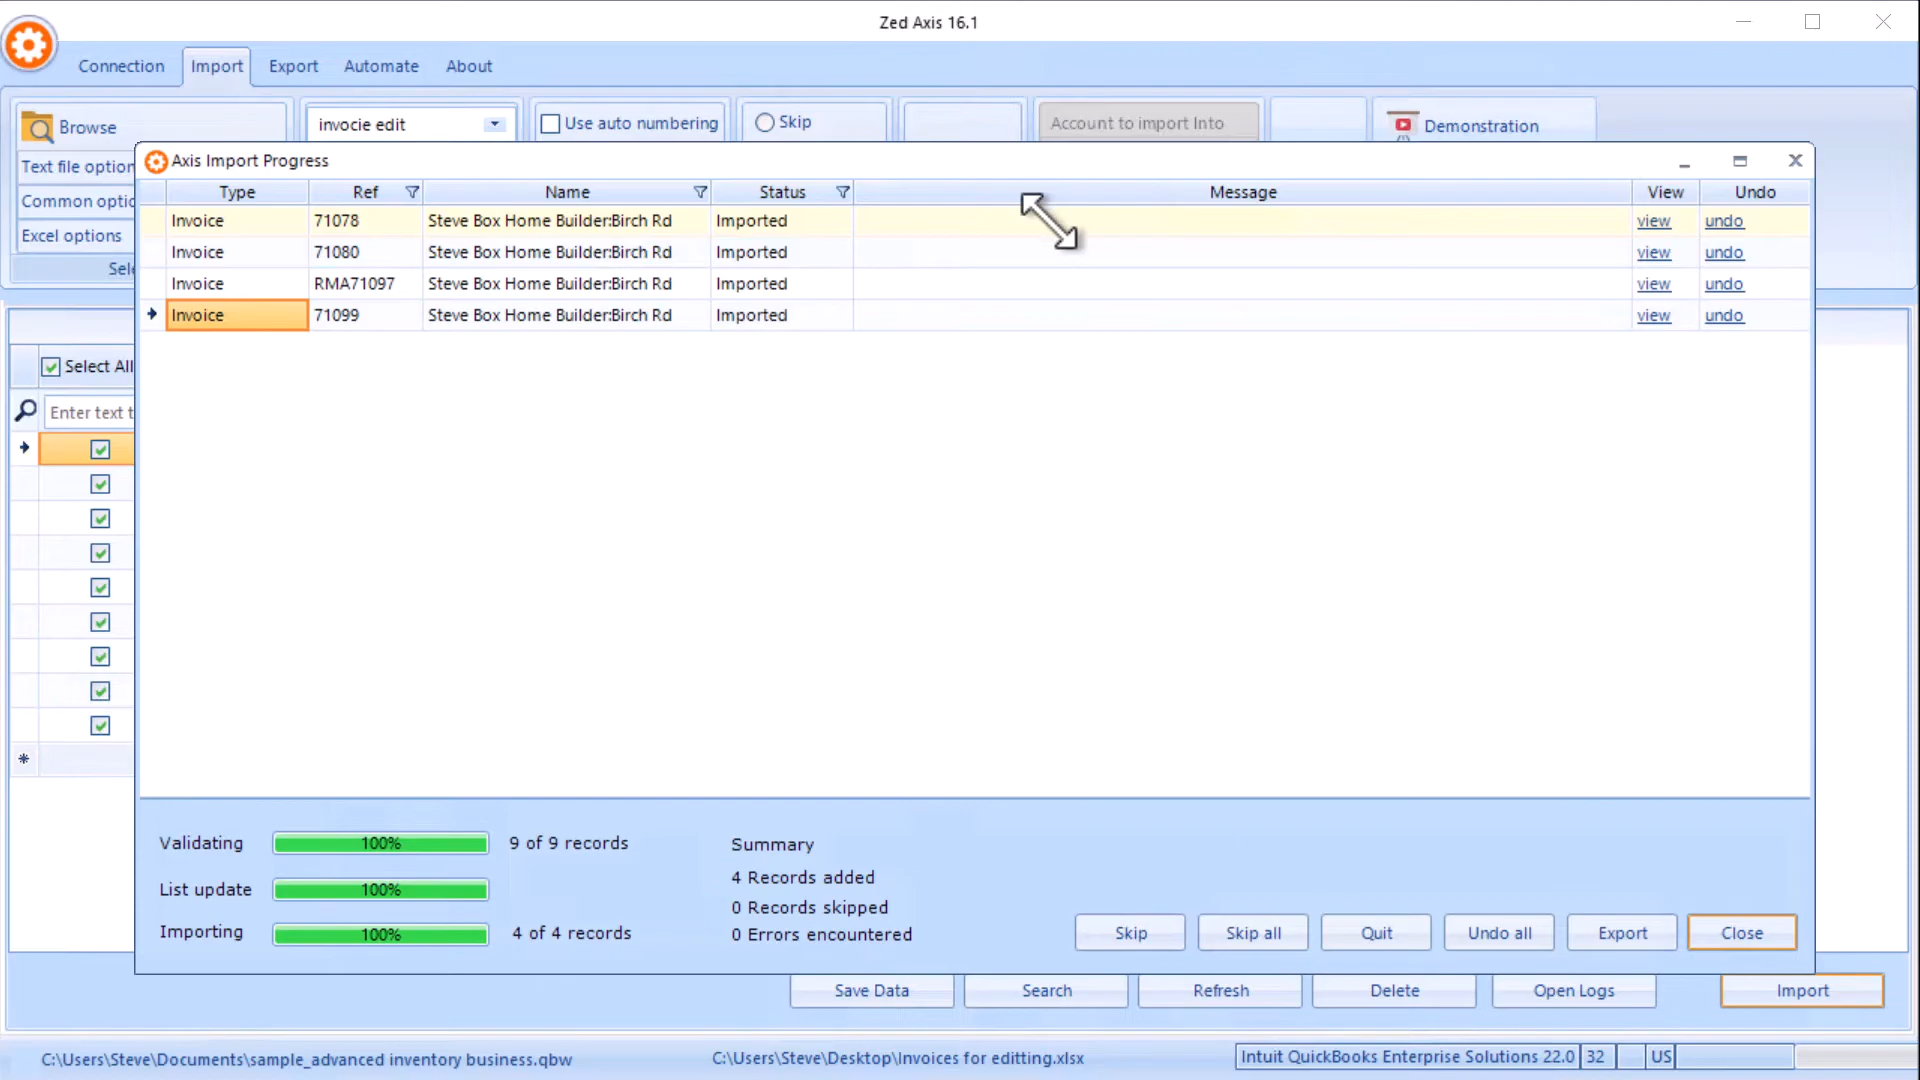 Zed Axis 16.1
Connection Import Export Automate About
Browse invocie edit Use auto numbering Skip Account to import Into Demonstration
Text file option
Common optic
Excel options
Sele
Axis Import Progress
Type Ref Name Status Message View Undo
Invoice 71078 Steve Box Home Builder:Birch Rd Imported view undo
Invoice 71080 Steve Box Home Builder:Birch Rd Imported view undo
Invoice RMA71097 Steve Box Home Builder:Birch Rd Imported view undo
Invoice 71099 Steve Box Home Builder:Birch Rd Imported view undo
Select All
Enter text t
Validating 100% 9 of 9 records
List update 100%
Importing 100% 4 of 4 records
Summary
4 Records added
0 Records skipped
0 Errors encountered
Skip Skip all Quit Undo all Export Close
Save Data Search Refresh Delete Open Logs Import
C:\Users\Steve\Documents\sample_advanced inventory business.qbw C:\Users\Steve\Desktop\Invoices for editting.xlsx Intuit QuickBooks Enterprise Solutions 22.0 32 US